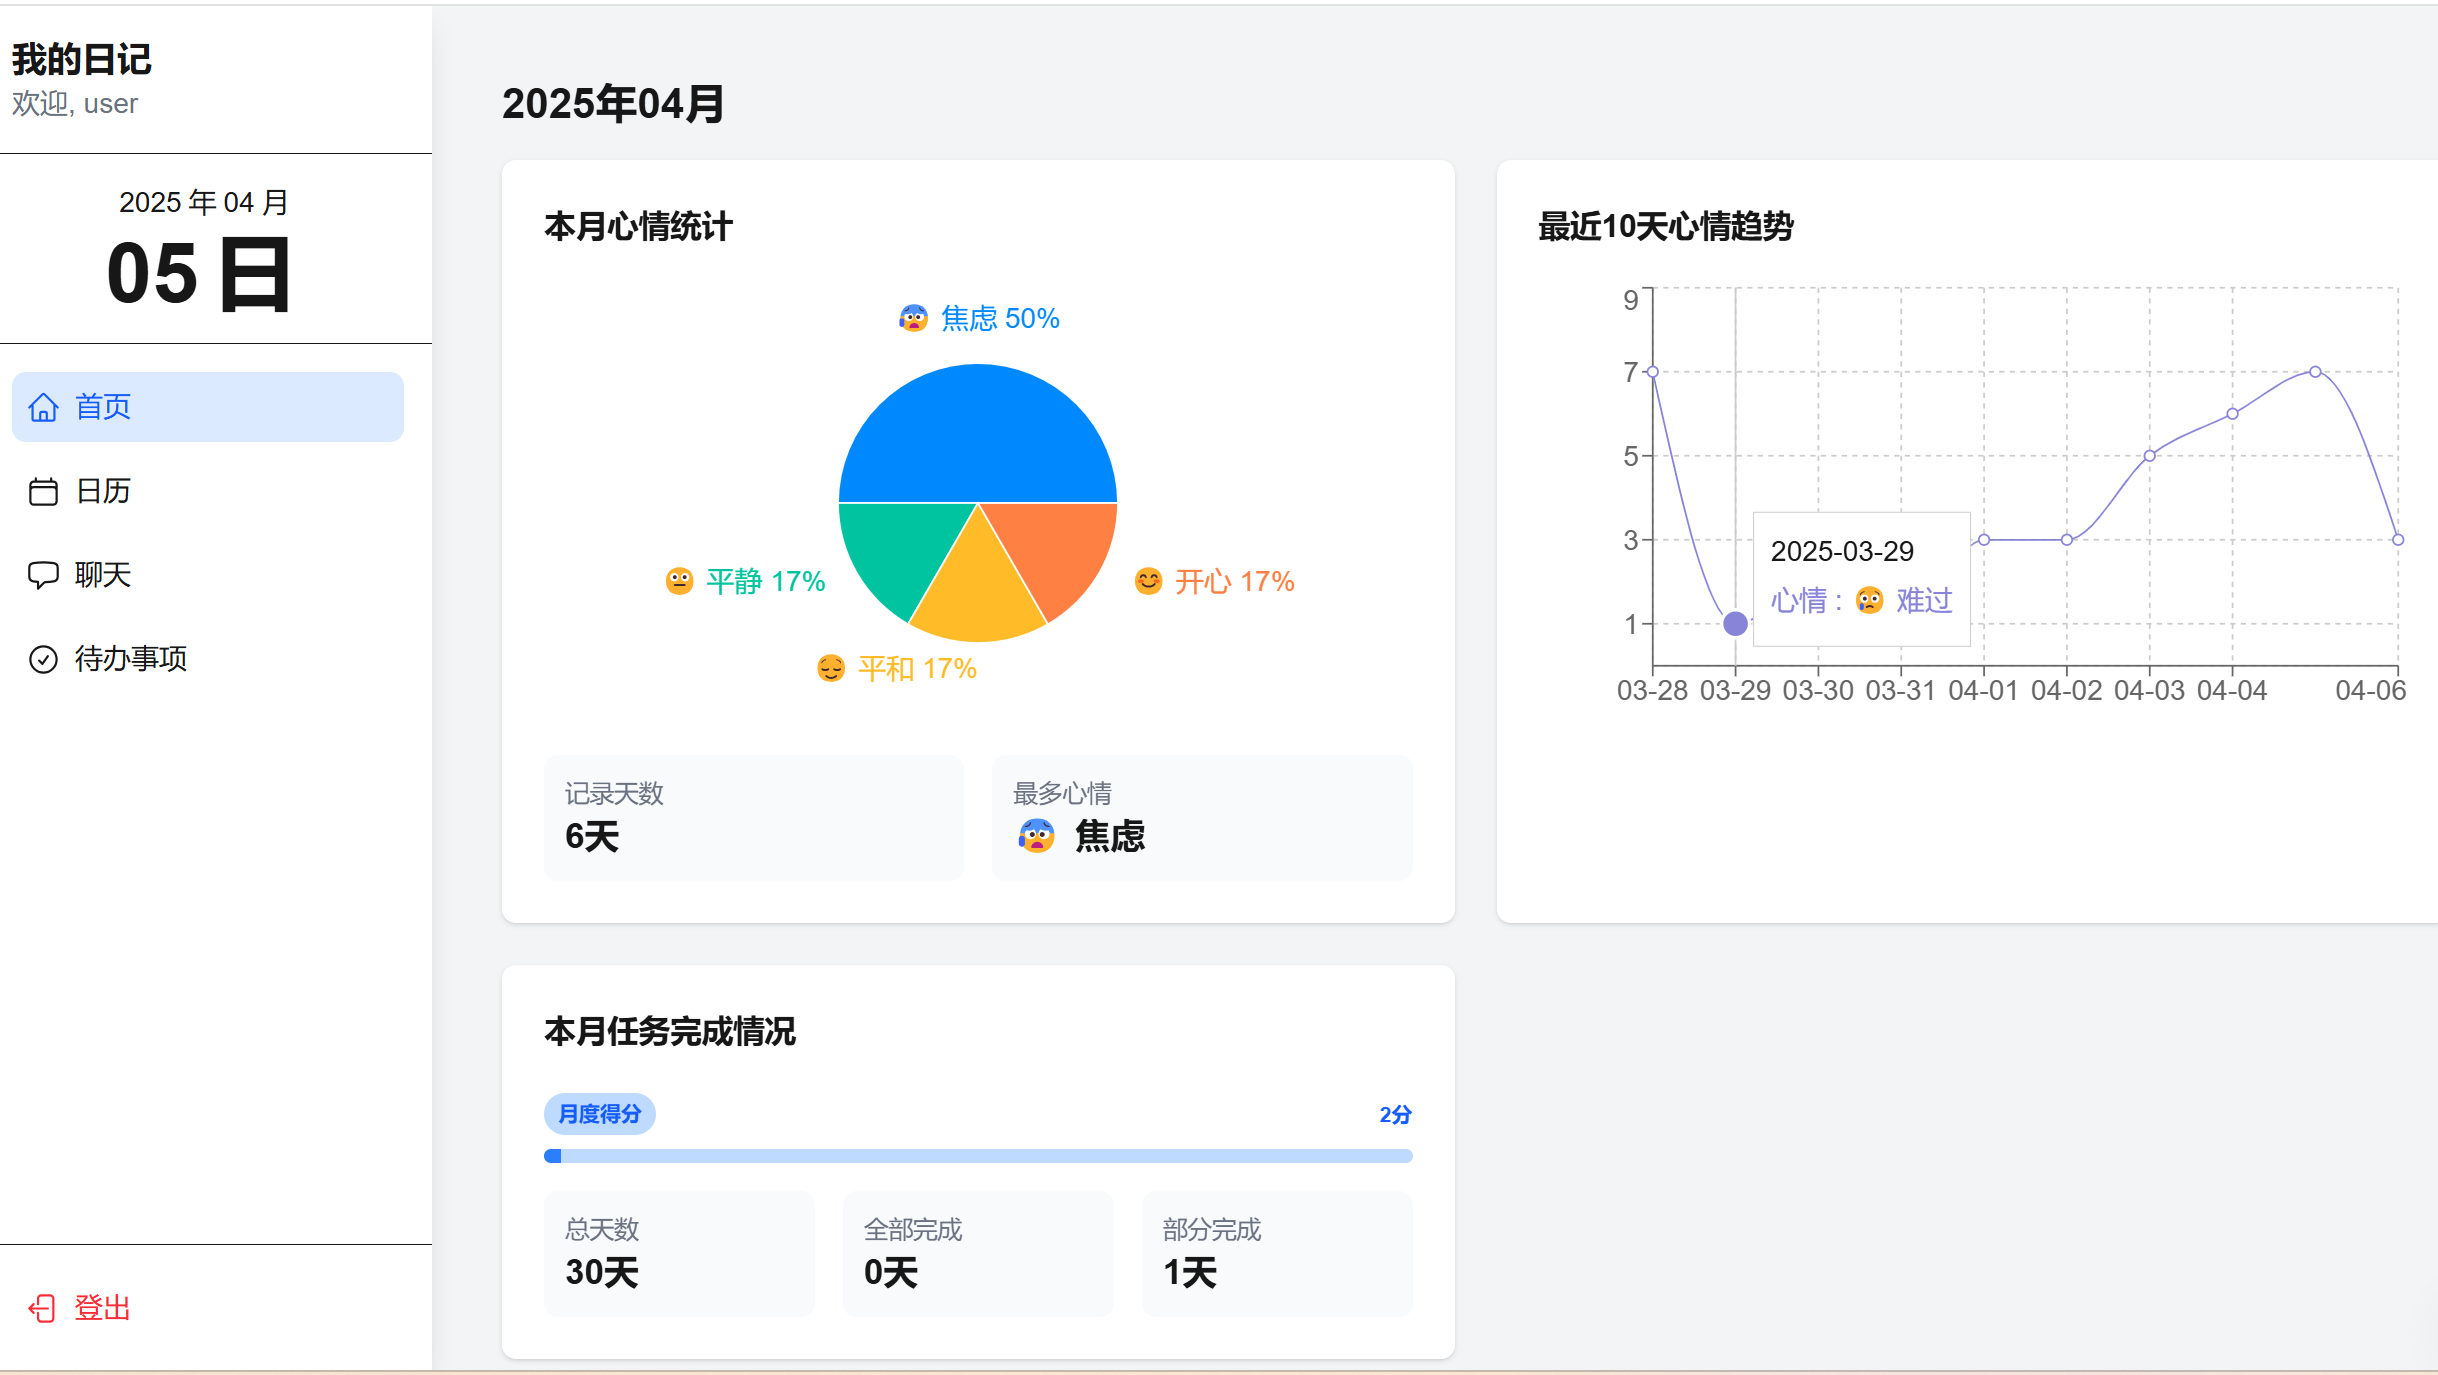 我的日记
欢迎, user
2025 年 04 月
05 日
首页
日历
聊天
待办事项
登出
2025年04月
本月心情统计
焦虑 50%
平静 17%
开心 17%
平和 17%
记录天数
6天
最多心情
焦虑
最近10天心情趋势
9
7
5
3
1
2025-03-29
心情 : 难过
03-28 03-29 03-30 03-31 04-01 04-02 04-03 04-04 04-06
本月任务完成情况
月度得分 2分
总天数
30天
全部完成
0天
部分完成
1天